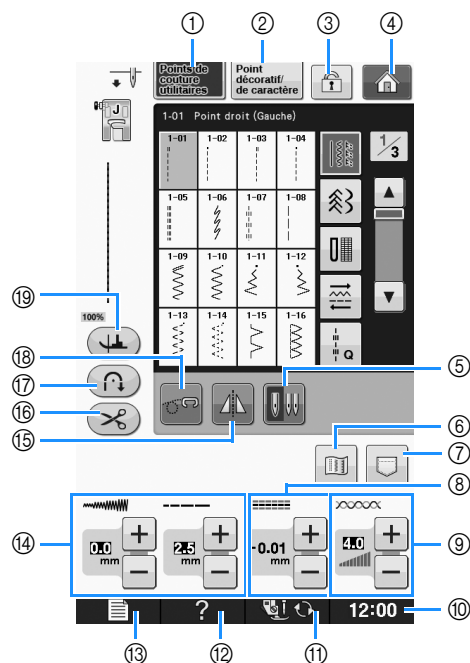 ① ② ③ ④
Points de
couture
utilitaires
Point
décoratif/
de caractère
J
1-01 Point droit (Gauche)
1-01 1-02 1-03 1-04
1/3
1-05 1-06 1-07 1-08
1-09 1-10 1-11 1-12
1-13 1-14 1-15 1-16
Q
100%
⑲
⑱
⑰
⑯
⑮
⑤
⑥
⑦
⑧
⑭
0.0
mm
+
−
2.5
mm
+
−
-0.01
mm
+
−
4.0
+
−
⑨
? 12:00
⑩
⑬ ⑫ ⑪